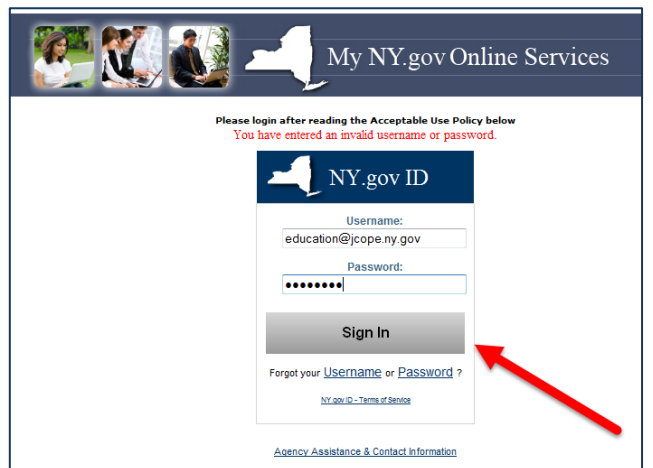 My NY.gov Online Services
Please login after reading the Acceptable Use Policy below
You have entered an invalid username or password.
NY.gov ID
Username:
education@jcope.ny.gov
Password:
••••••••
Sign In
Forgot your Username or Password ?
NY.gov ID - Terms of Service
Agency Assistance & Contact Information